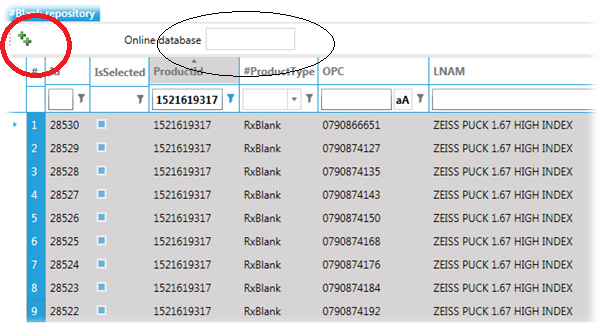 #Blank repository
Online database
# Id IsSelected ProductId #ProductType OPC LNAM
1521619317 aA
1 28530 1521619317 RxBlank 0790866651 ZEISS PUCK 1.67 HIGH INDEX
2 28529 1521619317 RxBlank 0790874127 ZEISS PUCK 1.67 HIGH INDEX
3 28528 1521619317 RxBlank 0790874135 ZEISS PUCK 1.67 HIGH INDEX
4 28527 1521619317 RxBlank 0790874143 ZEISS PUCK 1.67 HIGH INDEX
5 28526 1521619317 RxBlank 0790874150 ZEISS PUCK 1.67 HIGH INDEX
6 28525 1521619317 RxBlank 0790874168 ZEISS PUCK 1.67 HIGH INDEX
7 28524 1521619317 RxBlank 0790874176 ZEISS PUCK 1.67 HIGH INDEX
8 28523 1521619317 RxBlank 0790874184 ZEISS PUCK 1.67 HIGH INDEX
9 28522 1521619317 RxBlank 0790874192 ZEISS PUCK 1.67 HIGH INDEX